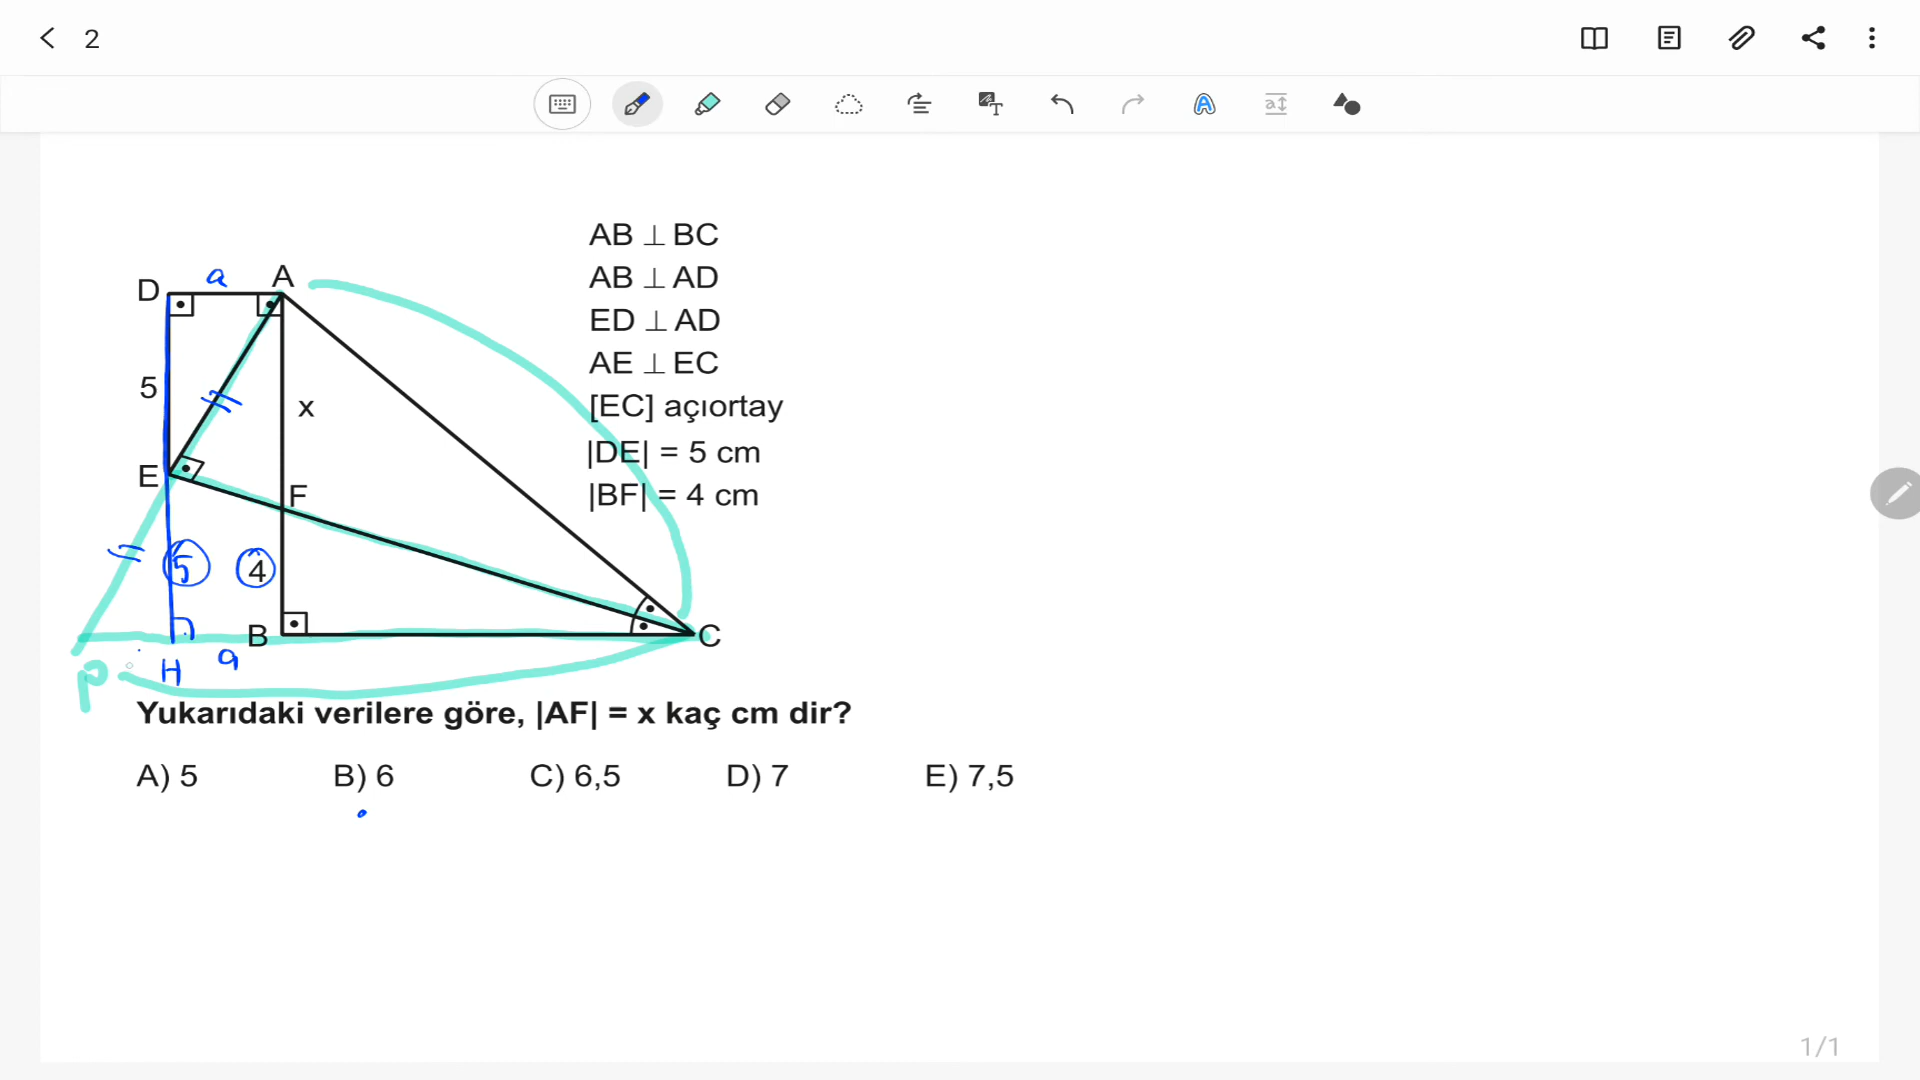 2
AB ⊥ BC
AB ⊥ AD
ED ⊥ AD
AE ⊥ EC
[EC] açıortay
|DE| = 5 cm
|BF| = 4 cm
D a A
5
x
E
F
5 4
B C
H a
P
Yukarıdaki verilere göre, |AF| = x kaç cm dir?
A) 5 B) 6 C) 6,5 D) 7 E) 7,5
1/1